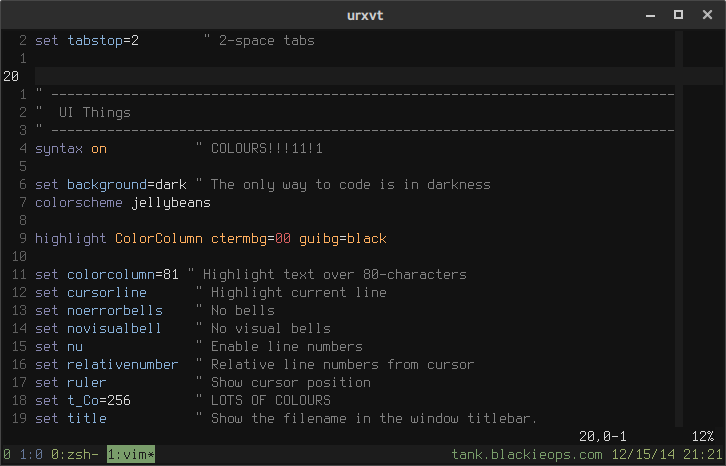 urxvt
2 set tabstop=2 " 2-space tabs
1
20
1 " ------------------------------------------------------------------------------
2 " UI Things
3 " ------------------------------------------------------------------------------
4 syntax on " COLOURS!!!11!1
5
6 set background=dark " The only way to code is in darkness
7 colorscheme jellybeans
8
9 highlight ColorColumn ctermbg=00 guibg=black
10
11 set colorcolumn=81 " Highlight text over 80-characters
12 set cursorline " Highlight current line
13 set noerrorbells " No bells
14 set novisualbell " No visual bells
15 set nu " Enable line numbers
16 set relativenumber " Relative line numbers from cursor
17 set ruler " Show cursor position
18 set t_Co=256 " LOTS OF COLOURS
19 set title " Show the filename in the window titlebar.
20,0-1 12%
0 1:0 0:zsh- 1:vim* tank.blackieops.com 12/15/14 21:21